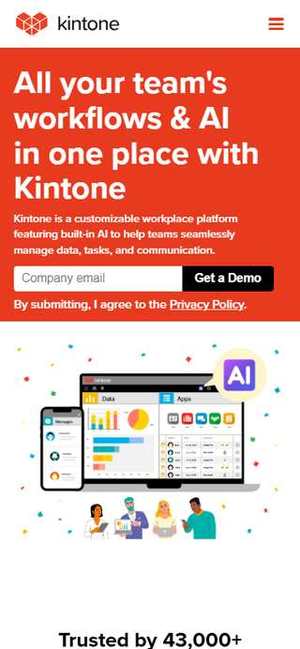 kintone
All your team's
workflows & AI
in one place with
Kintone
Kintone is a customizable workplace platform
featuring built-in AI to help teams seamlessly
manage data, tasks, and communication.
Company email
Get a Demo
By submitting, I agree to the Privacy Policy.
AI
kintone
Data
Apps
Messages
Trusted by 43,000+